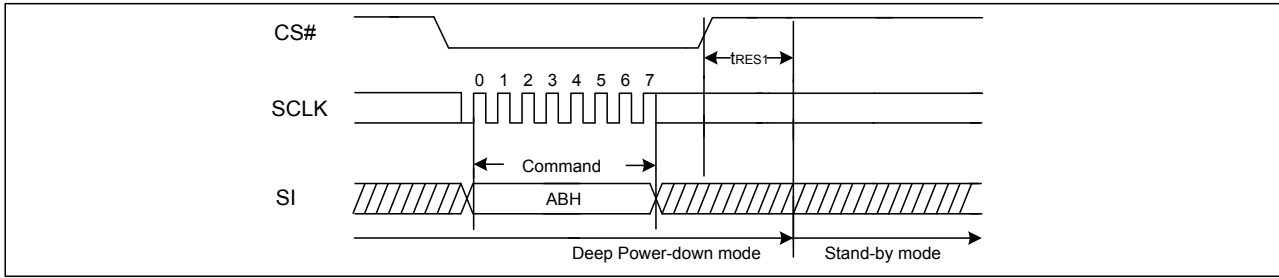 CS#
tRES1
0 1 2 3 4 5 6 7
SCLK
Command
SI
ABH
Deep Power-down mode Stand-by mode